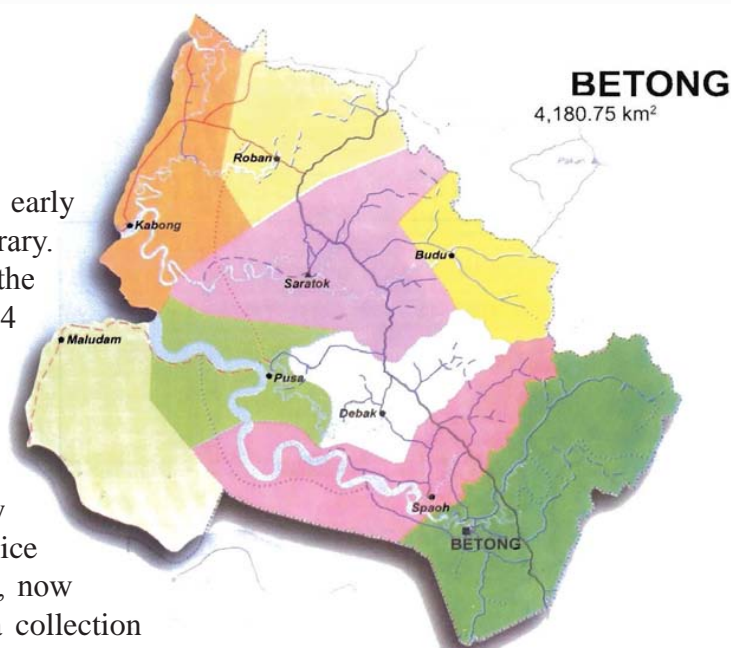 BETONG
4,180.75 km²
Pakan
Roban
early
rary.
Kabong
the
Budu
Saratok
4
Maludam
Pusa
Debak
Spaoh
ice
BETONG
, now
a collection